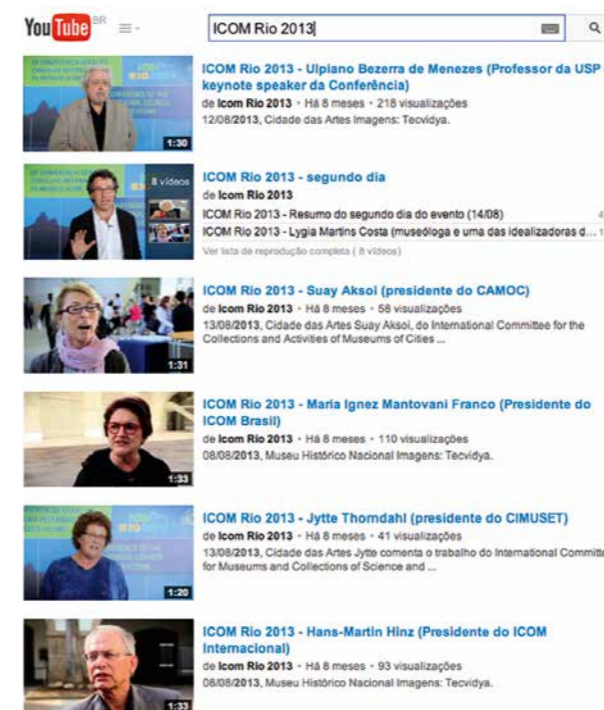 YouTube BR
ICOM Rio 2013
ICOM Rio 2013 - Ulpiano Bezerra de Menezes (Professor da USP
keynote speaker da Conferência)
de Icom Rio 2013 · Há 8 meses · 218 visualizações
12/08/2013, Cidade das Artes Imagens: Tecvidya.
1:30
ICOM Rio 2013 - segundo dia
8 vídeos
de Icom Rio 2013
ICOM Rio 2013 - Resumo do segundo dia do evento (14/08)
ICOM Rio 2013 - Lygia Martins Costa (museóloga e uma das idealizadoras d...
Ver lista de reprodução completa ( 8 vídeos)
ICOM Rio 2013 - Suay Aksoi (presidente do CAMOC)
de Icom Rio 2013 · Há 8 meses · 58 visualizações
13/08/2013, Cidade das Artes Suay Aksoi, do International Committee for the
Collections and Activities of Museums of Cities ...
1:31
ICOM Rio 2013 - Maria Ignez Mantovani Franco (Presidente do
ICOM Brasil)
de Icom Rio 2013 · Há 8 meses · 110 visualizações
08/08/2013, Museu Histórico Nacional Imagens: Tecvidya.
1:33
ICOM Rio 2013 - Jytte Thorndahl (presidente do CIMUSET)
de Icom Rio 2013 · Há 8 meses · 41 visualizações
13/08/2013, Cidade das Artes Jytte comenta o trabalho do International Committe
for Museums and Collections of Science and ...
1:20
ICOM Rio 2013 - Hans-Martin Hinz (Presidente do ICOM
Internacional)
de Icom Rio 2013 · Há 8 meses · 93 visualizações
08/08/2013, Museu Histórico Nacional Imagens: Tecvidya.
1:33